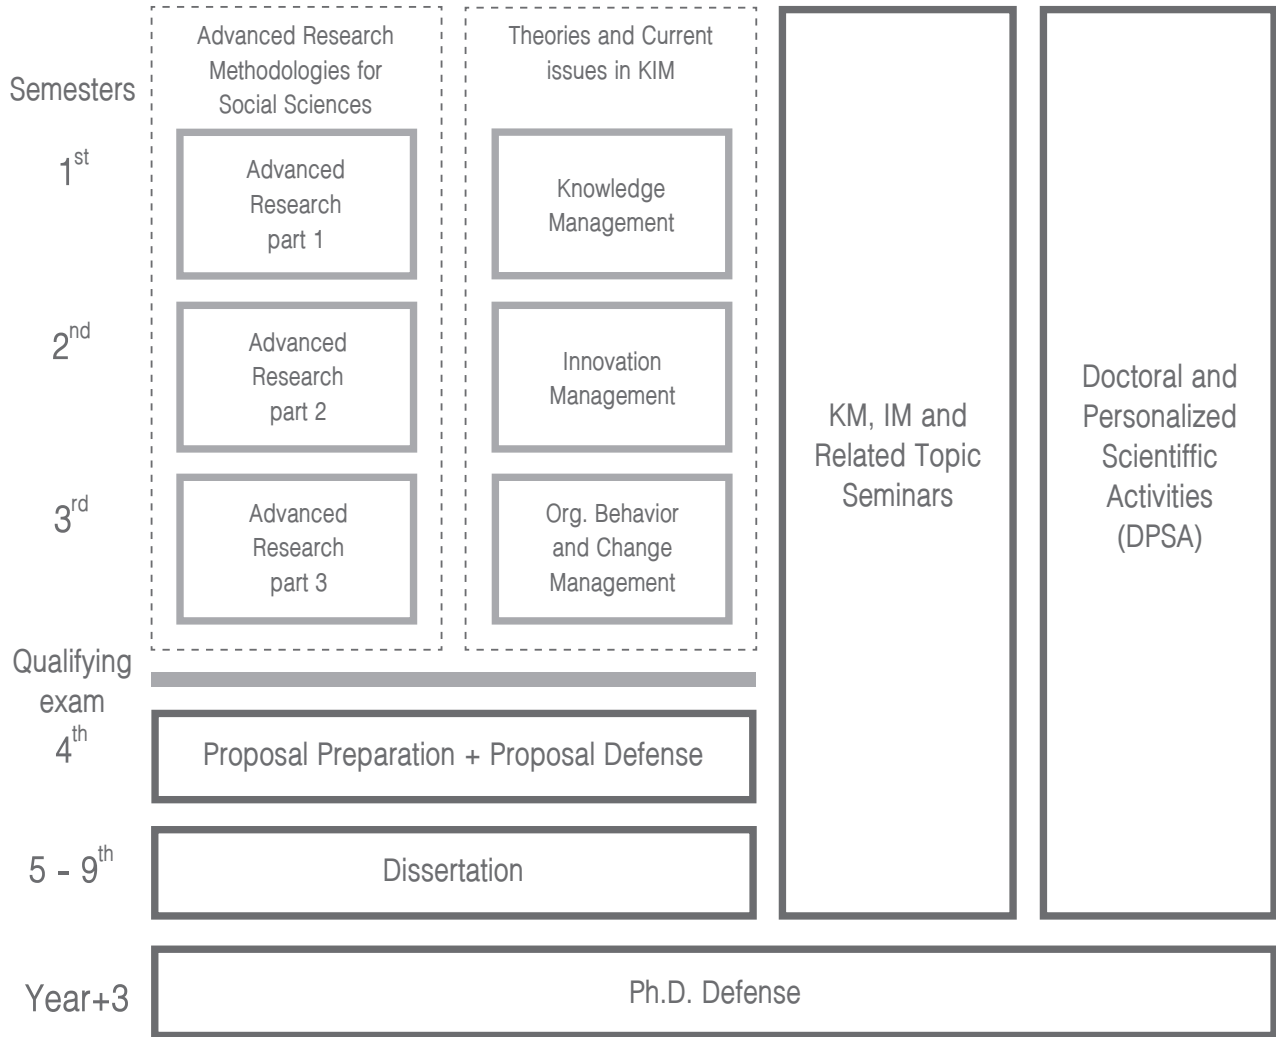 Semesters
Advanced Research
Methodologies for
Social Sciences
Theories and Current
issues in KIM
1st
Advanced
Research
part 1
Knowledge
Management
2nd
Advanced
Research
part 2
Innovation
Management
3rd
Advanced
Research
part 3
Org. Behavior
and Change
Management
KM, IM and
Related Topic
Seminars
Doctoral and
Personalized
Scientiffic
Activities
(DPSA)
Qualifying
exam
4th
Proposal Preparation + Proposal Defense
5 - 9th
Dissertation
Year+3
Ph.D. Defense